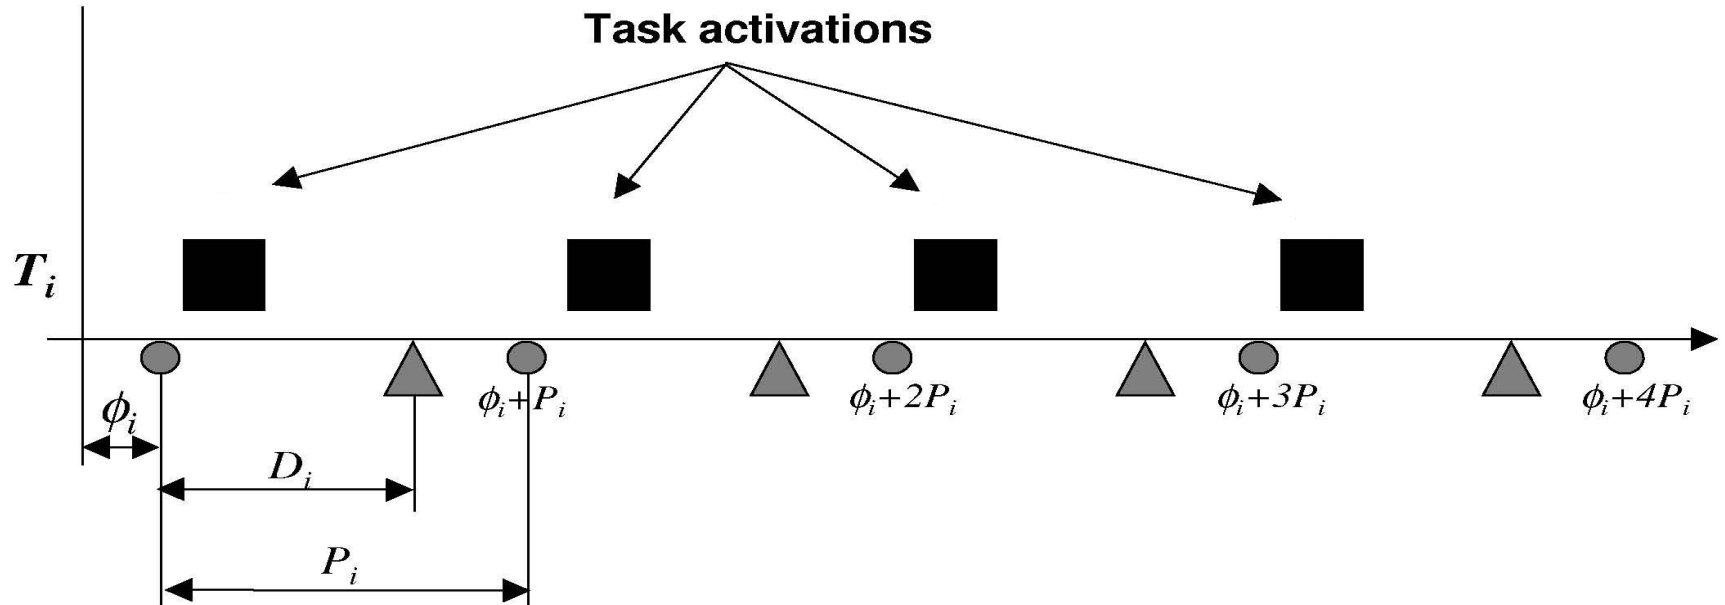 Task activations
T_i
ϕ_i+P_i
ϕ_i+2P_i
ϕ_i+3P_i
ϕ_i+4P_i
ϕ_i
D_i
P_i